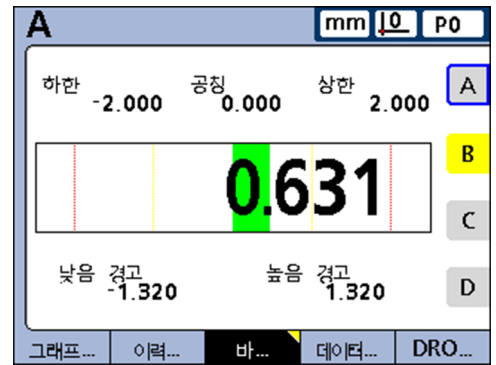 A mm 0 P0
하한 공칭 상한 A
-2.000 0.000 2.000
B
0.631
C
낮음 경고 높음 경고
-1.320 1.320 D
그래프... 이력... 바... 데이터... DRO...